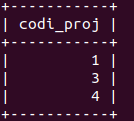 +-----------+
| codi_proj |
+-----------+
|         1 |
|         3 |
|         4 |
+-----------+